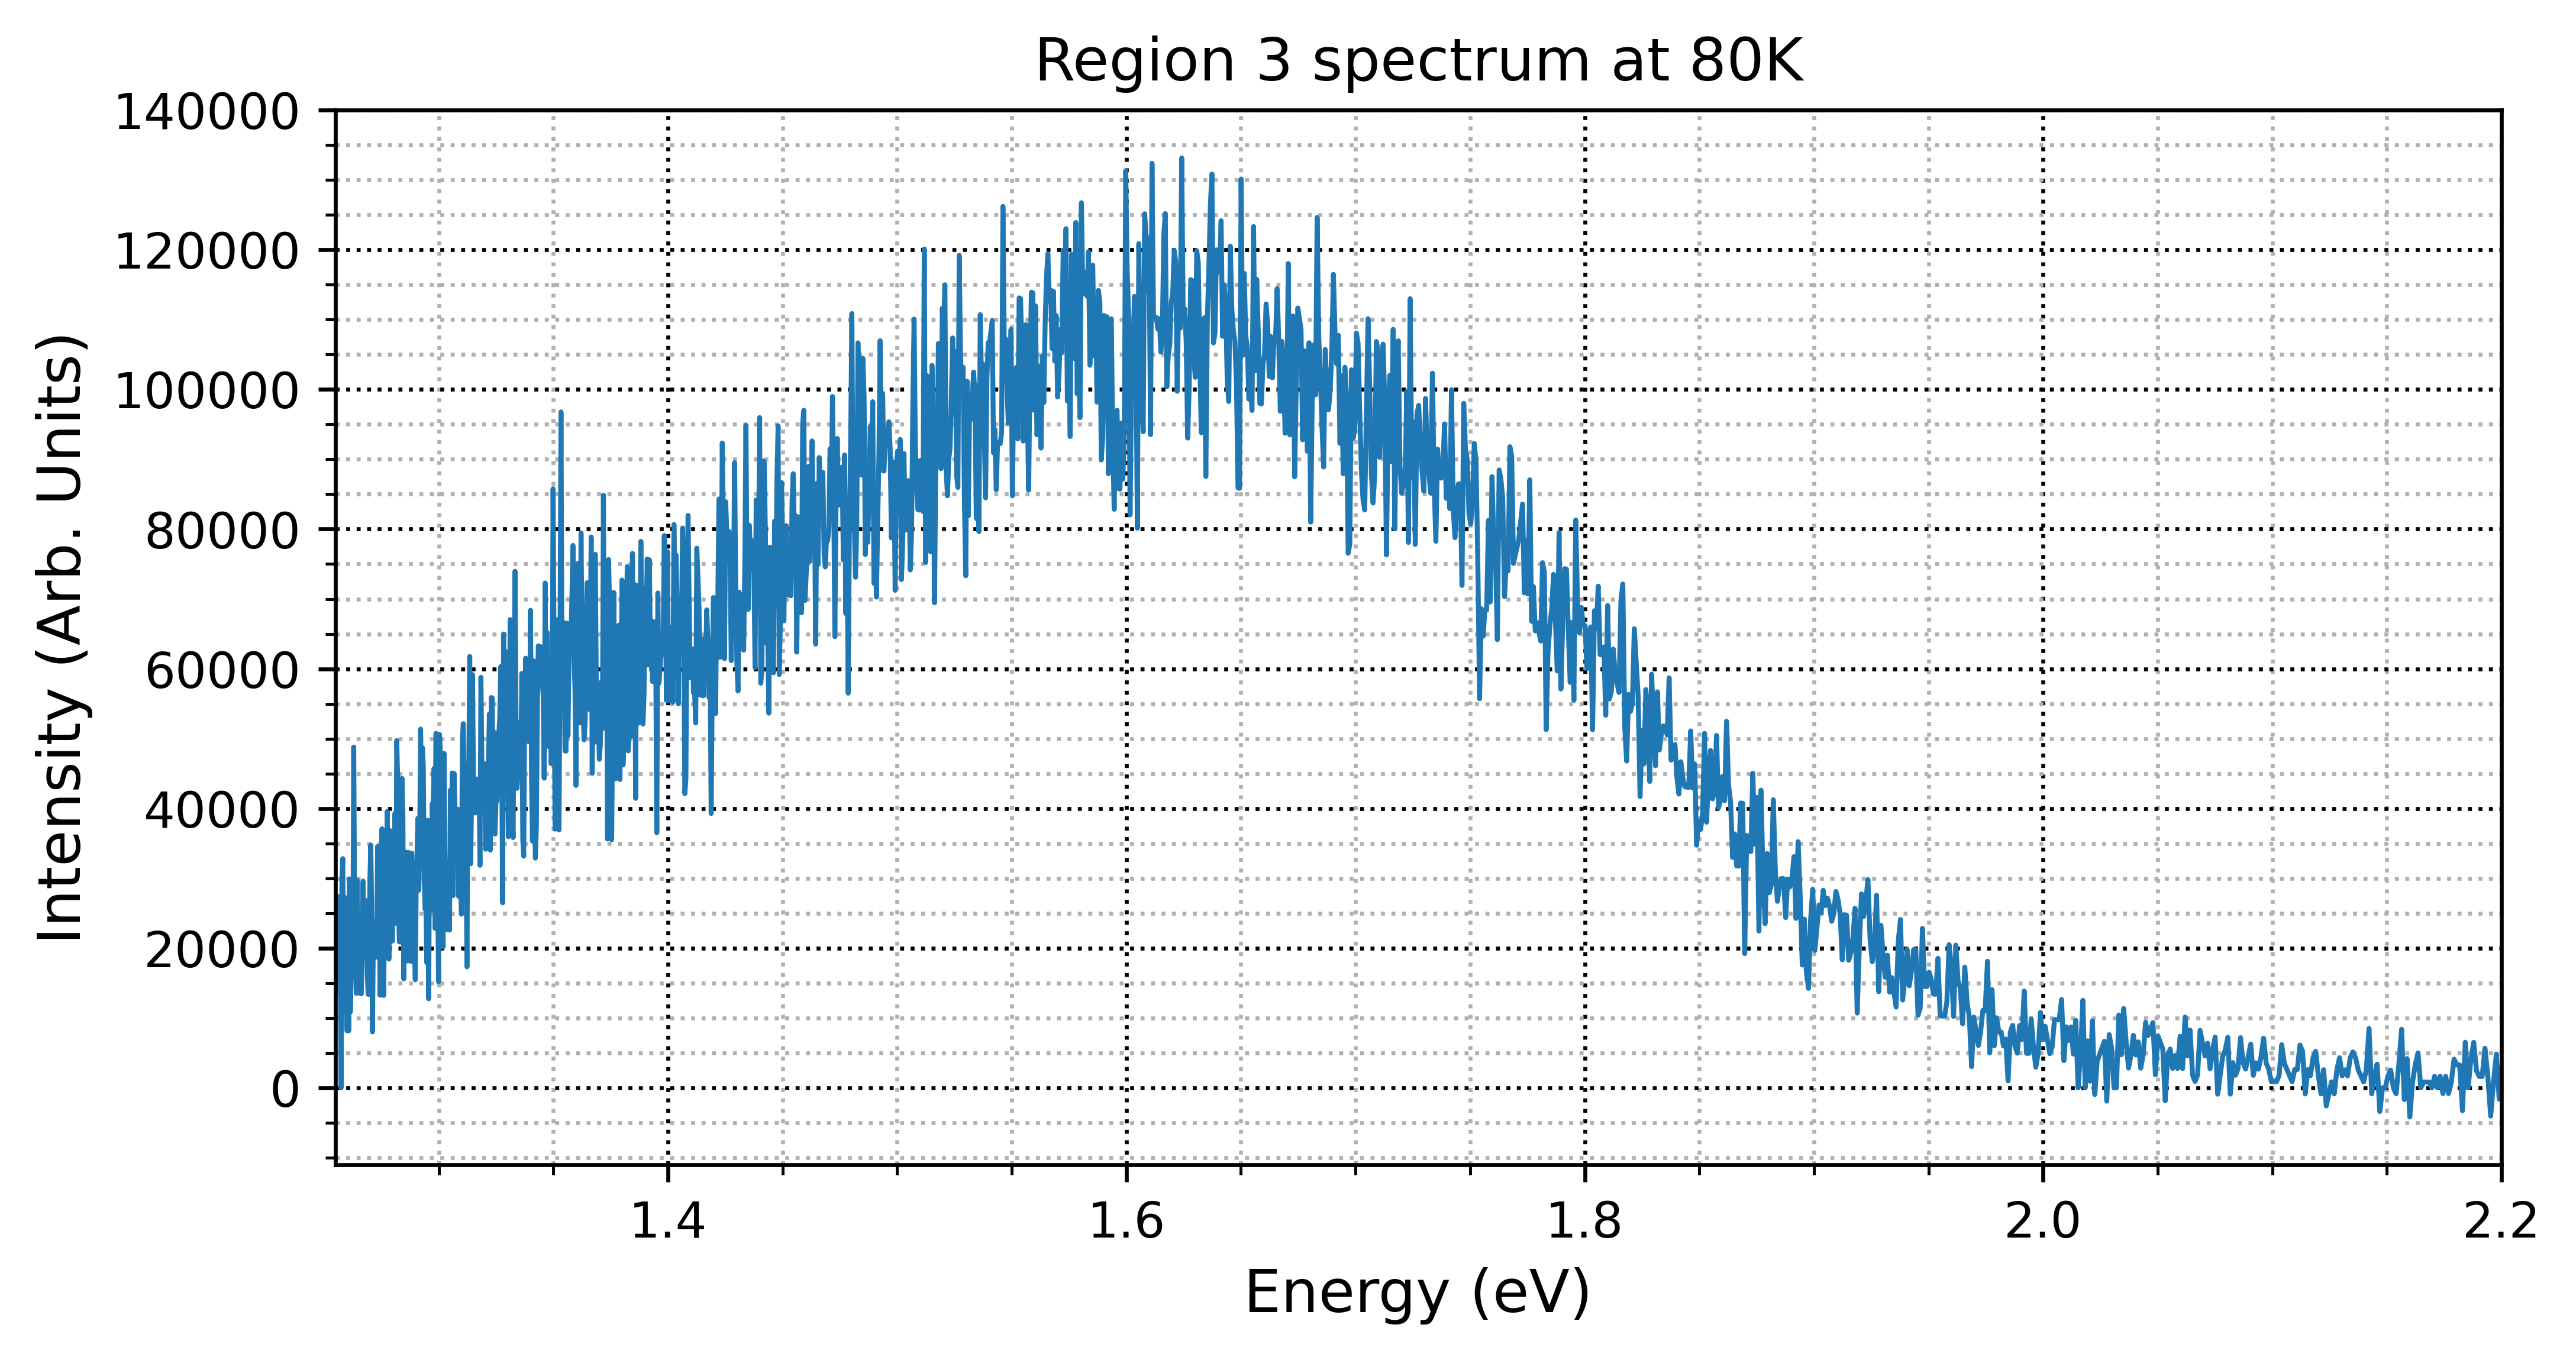 Region 3 spectrum at 80K
140000
120000
100000
80000
60000
40000
20000
0
Intensity (Arb. Units)
1.4 1.6 1.8 2.0 2.2
Energy (eV)